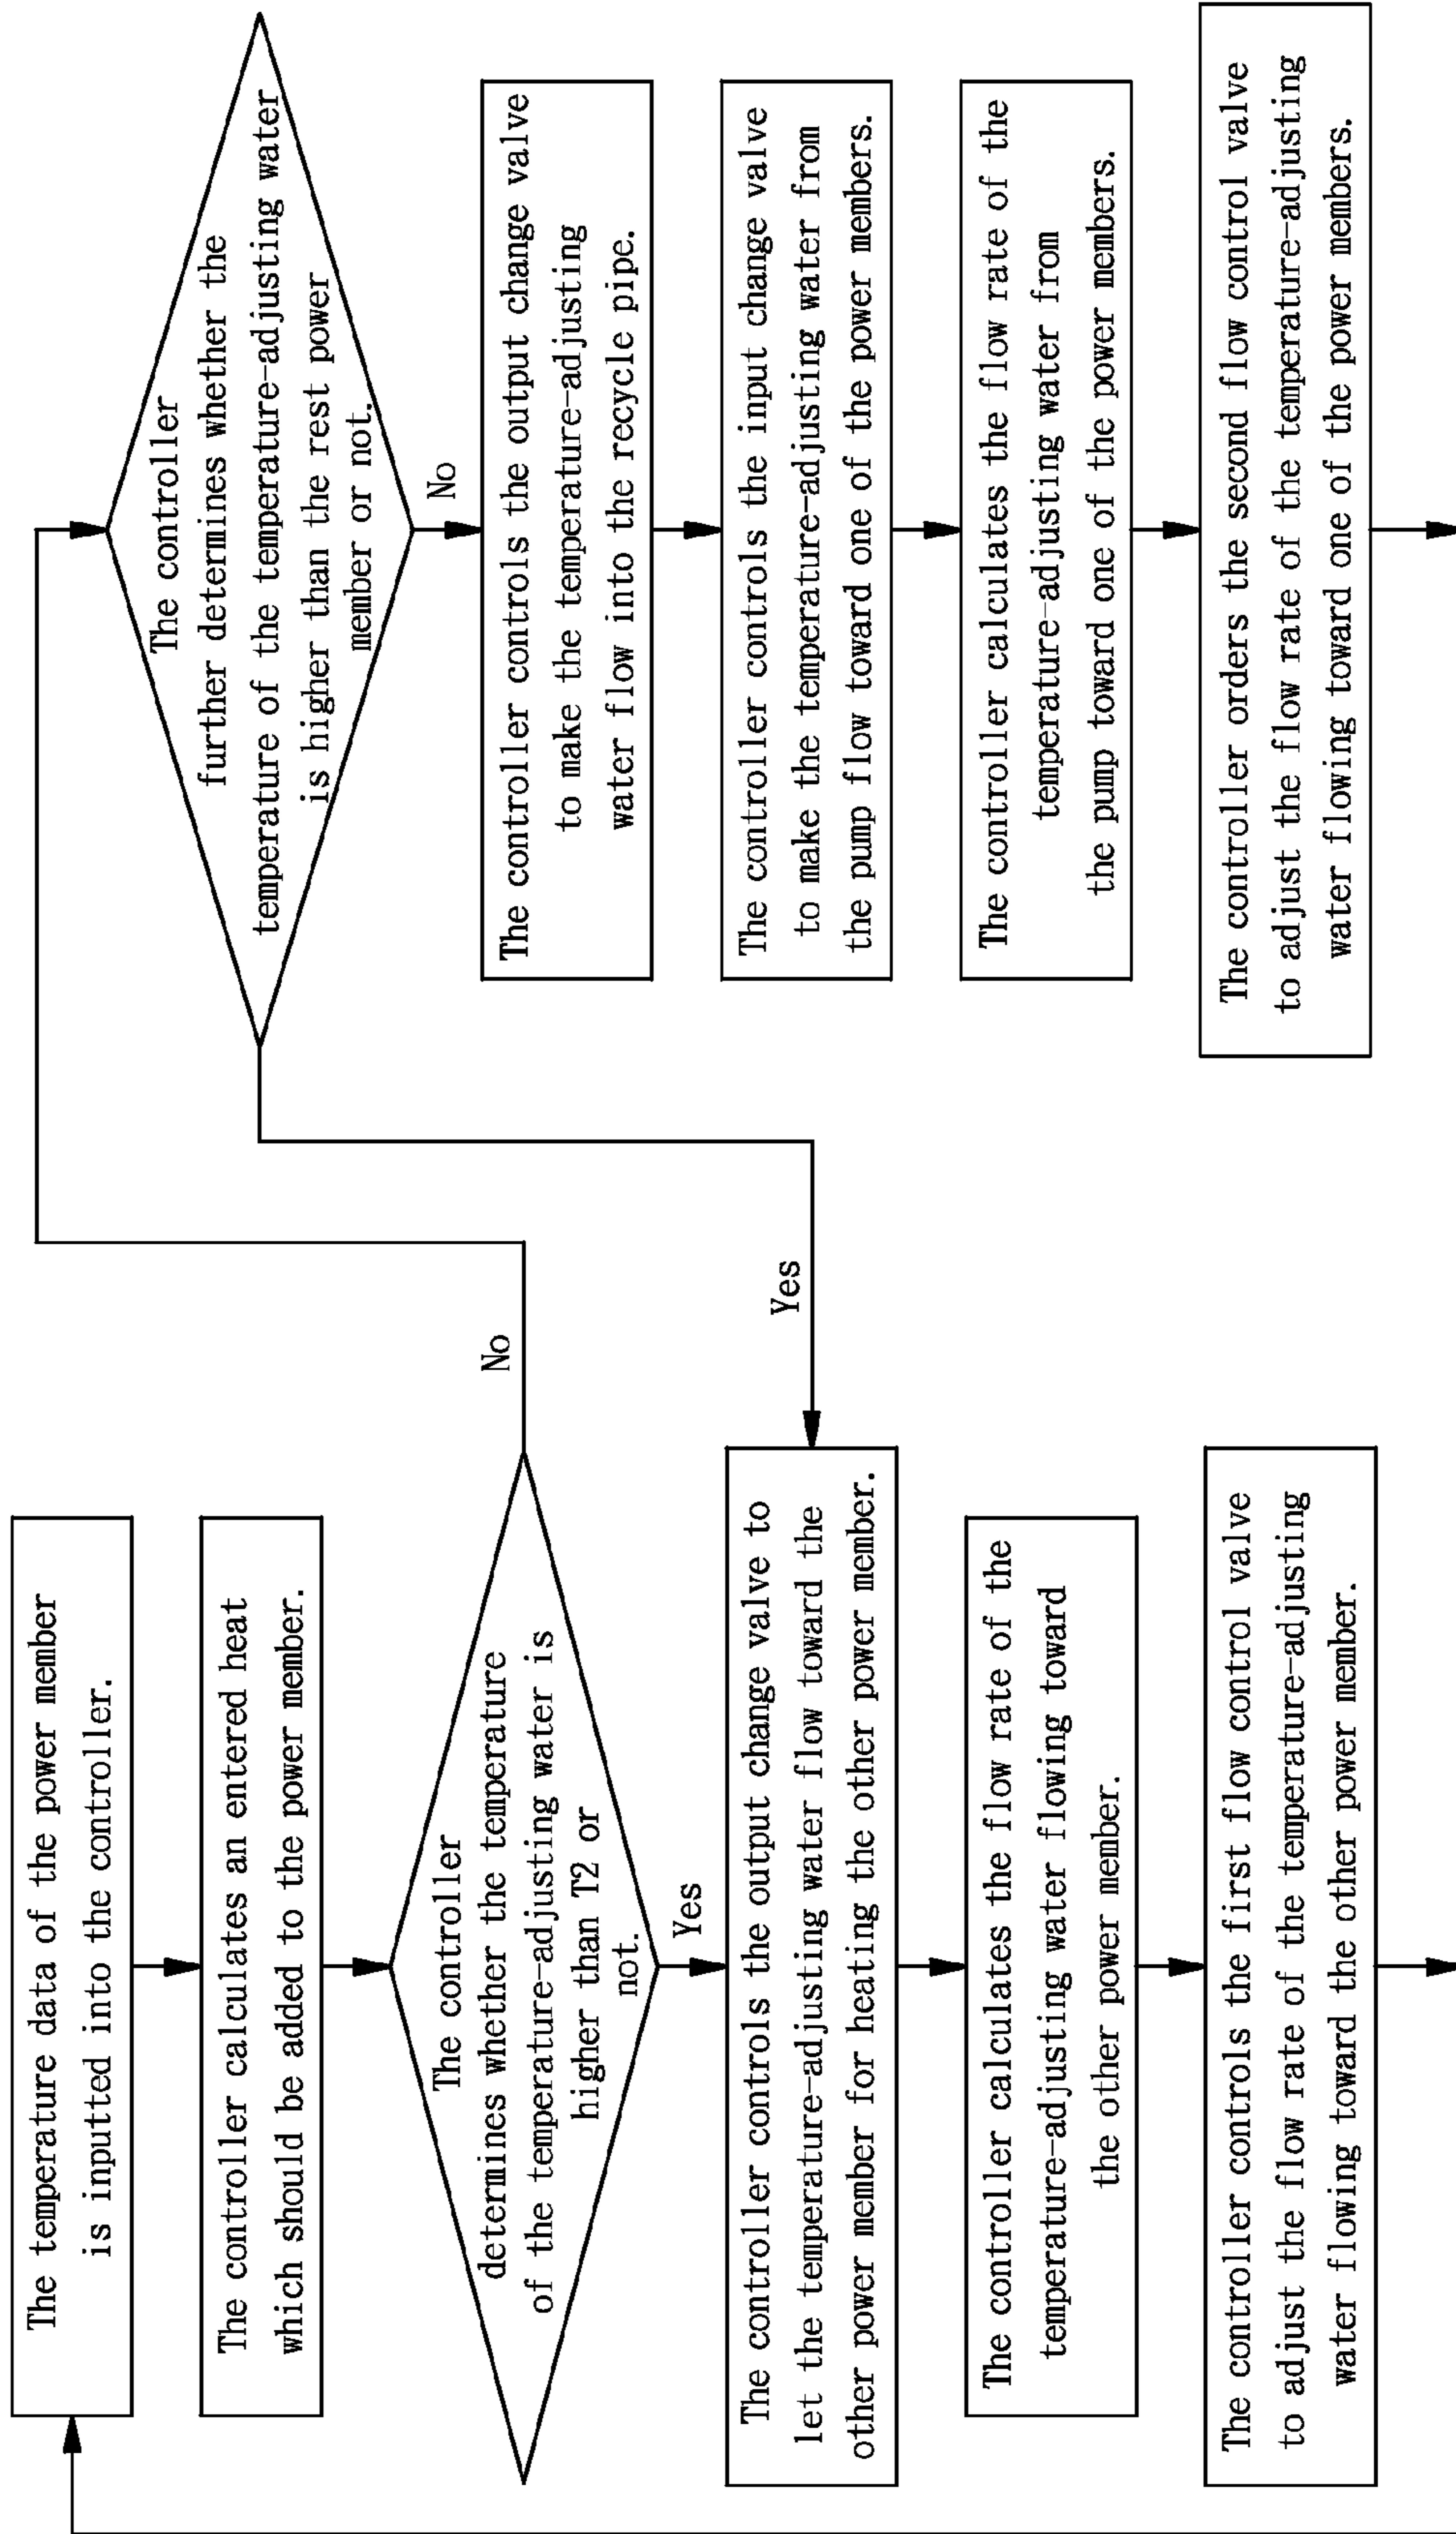 The temperature data of the power member
is inputted into the controller.
The controller calculates an entered heat
which should be added to the power member.
The controller
determines whether the temperature
of the temperature-adjusting water is
higher than T2 or
not.
No
Yes
The controller controls the output change valve to
let the temperature-adjusting water flow toward the
other power member for heating the other power member.
The controller calculates the flow rate of the
temperature-adjusting water flowing toward
the other power member.
The controller controls the first flow control valve
to adjust the flow rate of the temperature-adjusting
water flowing toward the other power member.
The controller
further determines whether the
temperature of the temperature-adjusting water
is higher than the rest power
member or not.
Yes
No
The controller controls the output change valve
to make the temperature-adjusting
water flow into the recycle pipe.
The controller controls the input change valve
to make the temperature-adjusting water from
the pump flow toward one of the power members.
The controller calculates the flow rate of the
temperature-adjusting water from
the pump toward one of the power members.
The controller orders the second flow control valve
to adjust the flow rate of the temperature-adjusting
water flowing toward one of the power members.